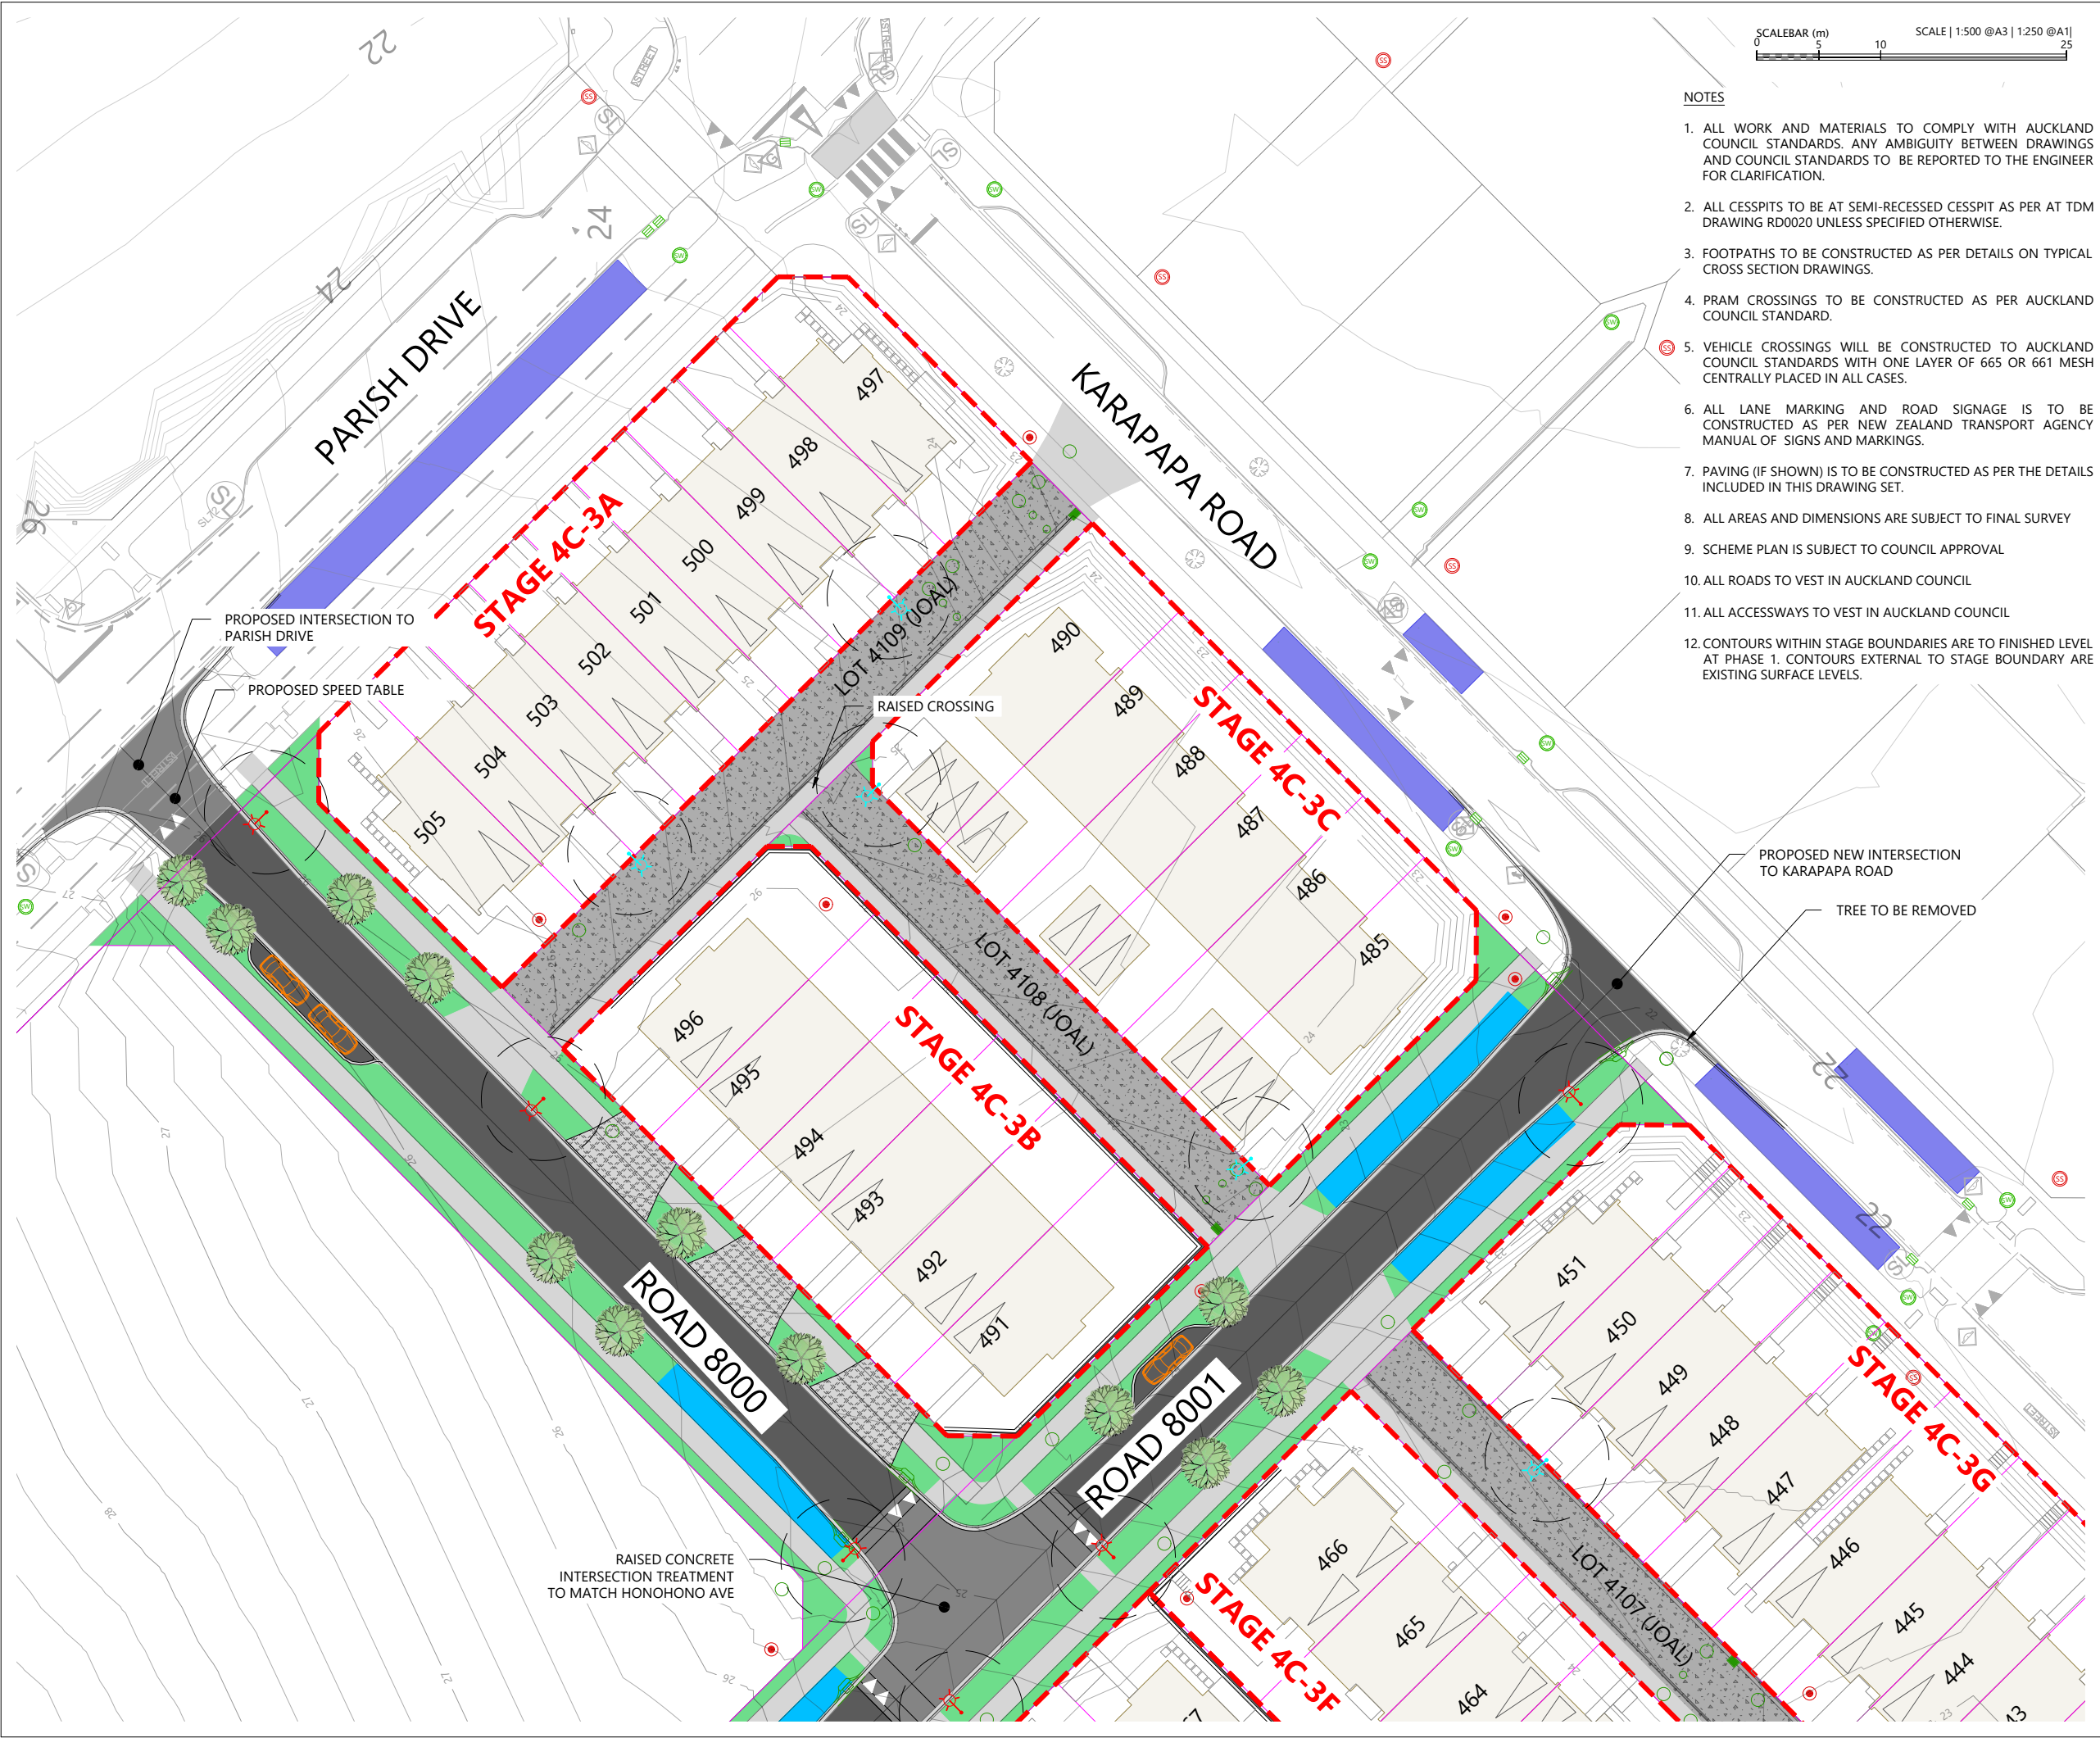 SCALEBAR (m)
SCALE | 1:500 @A3 | 1:250 @A1|
0 5 10 25
NOTES
1. ALL WORK AND MATERIALS TO COMPLY WITH AUCKLAND
COUNCIL STANDARDS. ANY AMBIGUITY BETWEEN DRAWINGS
AND COUNCIL STANDARDS TO BE REPORTED TO THE ENGINEER
FOR CLARIFICATION.
2. ALL CESSPITS TO BE AT SEMI-RECESSED CESSPIT AS PER AT TDM
DRAWING RD0020 UNLESS SPECIFIED OTHERWISE.
3. FOOTPATHS TO BE CONSTRUCTED AS PER DETAILS ON TYPICAL
CROSS SECTION DRAWINGS.
4. PRAM CROSSINGS TO BE CONSTRUCTED AS PER AUCKLAND
COUNCIL STANDARD.
5. VEHICLE CROSSINGS WILL BE CONSTRUCTED TO AUCKLAND
COUNCIL STANDARDS WITH ONE LAYER OF 665 OR 661 MESH
CENTRALLY PLACED IN ALL CASES.
6. ALL LANE MARKING AND ROAD SIGNAGE IS TO BE
CONSTRUCTED AS PER NEW ZEALAND TRANSPORT AGENCY
MANUAL OF SIGNS AND MARKINGS.
7. PAVING (IF SHOWN) IS TO BE CONSTRUCTED AS PER THE DETAILS
INCLUDED IN THIS DRAWING SET.
8. ALL AREAS AND DIMENSIONS ARE SUBJECT TO FINAL SURVEY
9. SCHEME PLAN IS SUBJECT TO COUNCIL APPROVAL
10. ALL ROADS TO VEST IN AUCKLAND COUNCIL
11. ALL ACCESSWAYS TO VEST IN AUCKLAND COUNCIL
12. CONTOURS WITHIN STAGE BOUNDARIES ARE TO FINISHED LEVEL
AT PHASE 1. CONTOURS EXTERNAL TO STAGE BOUNDARY ARE
EXISTING SURFACE LEVELS.
22
24
24
26
PARISH DRIVE
KARAPAPA ROAD
PROPOSED INTERSECTION TO
PARISH DRIVE
PROPOSED SPEED TABLE
STAGE 4C-3A
497
498
499
500
501
502
503
504
505
LOT 4109 (JOAL)
RAISED CROSSING
STAGE 4C-3C
490
489
488
487
486
485
LOT 4108 (JOAL)
PROPOSED NEW INTERSECTION
TO KARAPAPA ROAD
TREE TO BE REMOVED
STAGE 4C-3B
496
495
494
493
492
491
22
22
ROAD 8000
ROAD 8001
STAGE 4C-3G
451
450
449
448
447
446
445
444
LOT 4107 (JOAL)
RAISED CONCRETE
INTERSECTION TREATMENT
TO MATCH HONOHONO AVE
STAGE 4C-3F
466
465
464